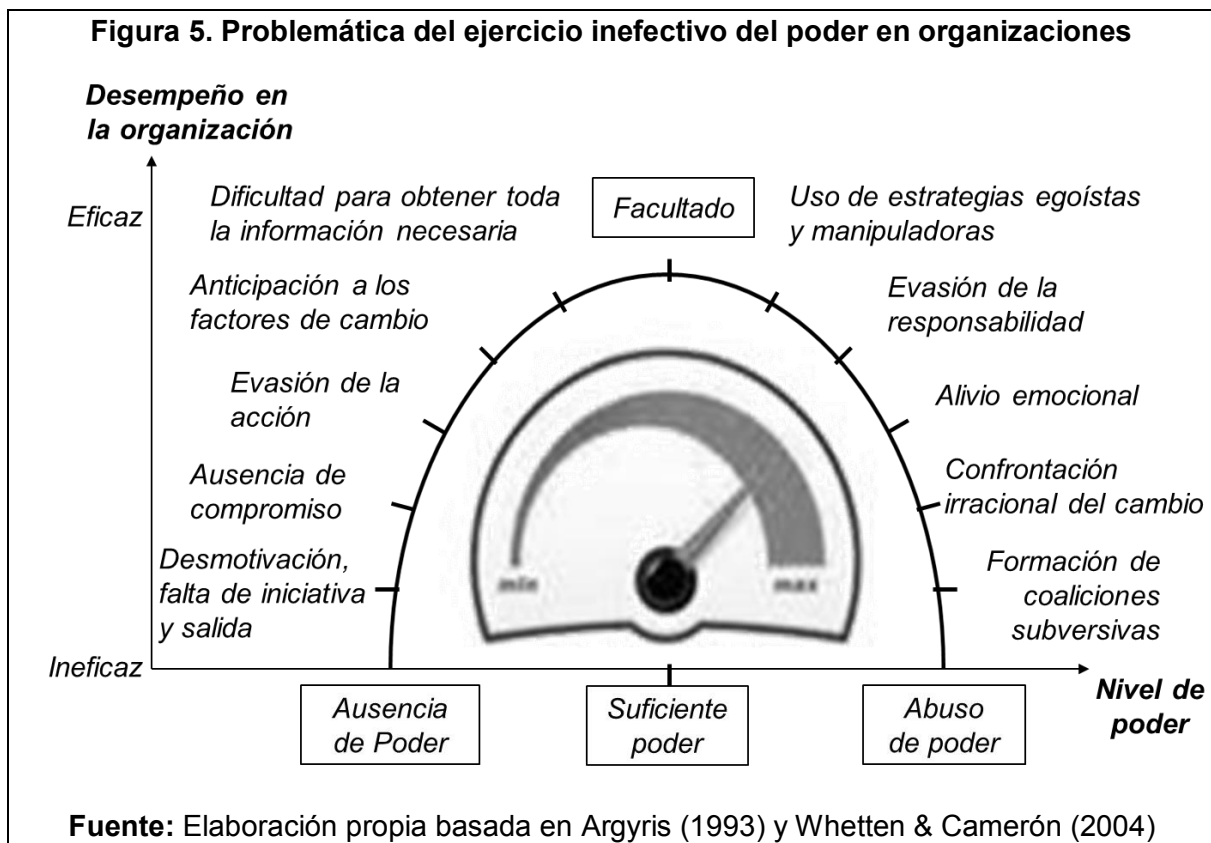 Figura 5. Problemática del ejercicio inefectivo del poder en organizaciones
Desempeño en
la organización
Eficaz
Dificultad para obtener toda
la información necesaria
Facultado
Uso de estrategias egoístas
y manipuladoras
Anticipación a los
factores de cambio
Evasión de la
responsabilidad
Evasión de la
acción
Alivio emocional
Ausencia de
compromiso
Confrontación
irracional del cambio
Desmotivación,
falta de iniciativa
y salida
min
max
Formación de
coaliciones
subversivas
Ineficaz
Ausencia
de Poder
Suficiente
poder
Abuso
de poder
Nivel de
poder
Fuente: Elaboración propia basada en Argyris (1993) y Whetten & Camerón (2004)